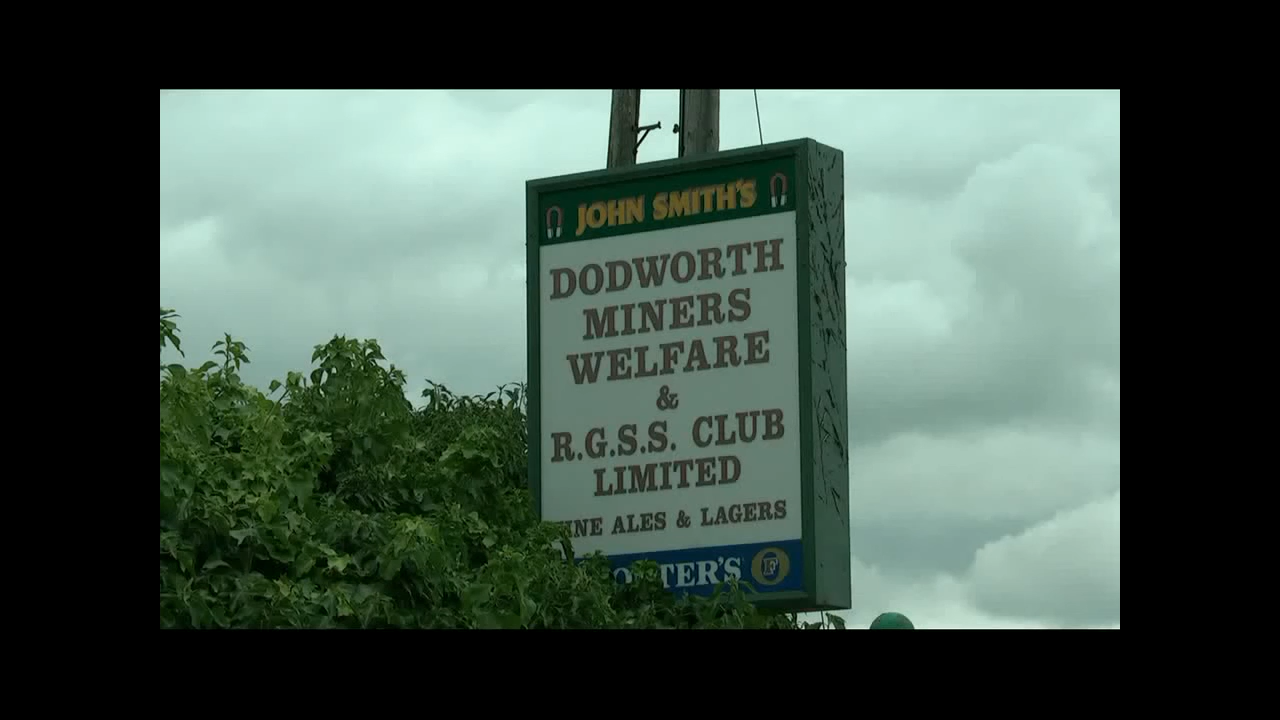 JOHN SMITH'S
DODWORTH
MINERS
WELFARE
&
R.G.S.S. CLUB
LIMITED
ALES & LAGERS